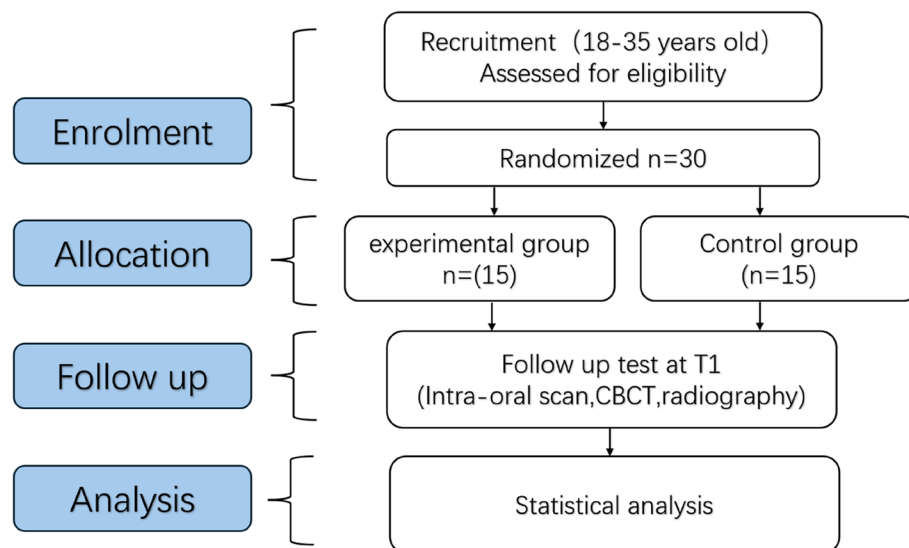 Enrolment
Recruitment（18-35 years old）
Assessed for eligibility
Randomized n=30
Allocation
experimental group
n=(15)
Control group
(n=15)
Follow up
Follow up test at T1
(Intra-oral scan,CBCT,radiography)
Analysis
Statistical analysis